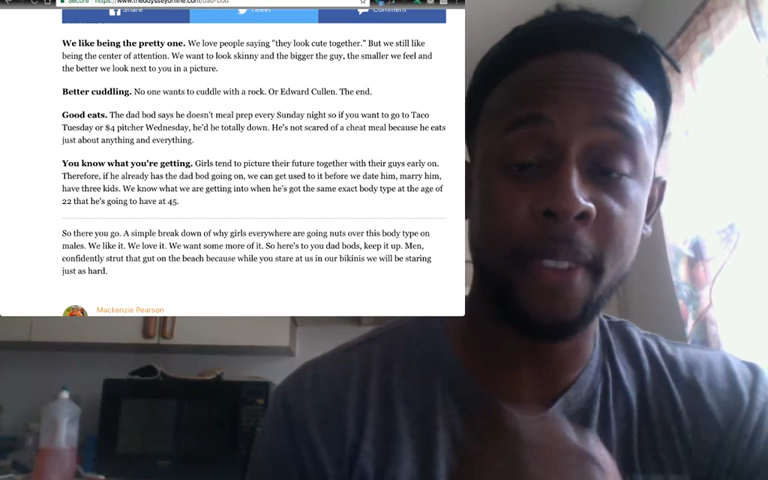 Secure https://www.theodysseyonline.com/dad-bod
Share Tweet Comment
We like being the pretty one. We love people saying "they look cute together." But we still like
being the center of attention. We want to look skinny and the bigger the guy, the smaller we feel and
the better we look next to you in a picture.
Better cuddling. No one wants to cuddle with a rock. Or Edward Cullen. The end.
Good eats. The dad bod says he doesn't meal prep every Sunday night so if you want to go to Taco
Tuesday or $4 pitcher Wednesday, he'd be totally down. He's not scared of a cheat meal because he eats
just about anything and everything.
You know what you're getting. Girls tend to picture their future together with their guys early on.
Therefore, if he already has the dad bod going on, we can get used to it before we date him, marry him,
have three kids. We know what we are getting into when he's got the same exact body type at the age of
22 that he's going to have at 45.
So there you go. A simple break down of why girls everywhere are going nuts over this body type on
males. We like it. We love it. We want some more of it. So here's to you dad bods, keep it up. Men,
confidently strut that gut on the beach because while you stare at us in our bikinis we will be staring
just as hard.
Mackenzie Pearson